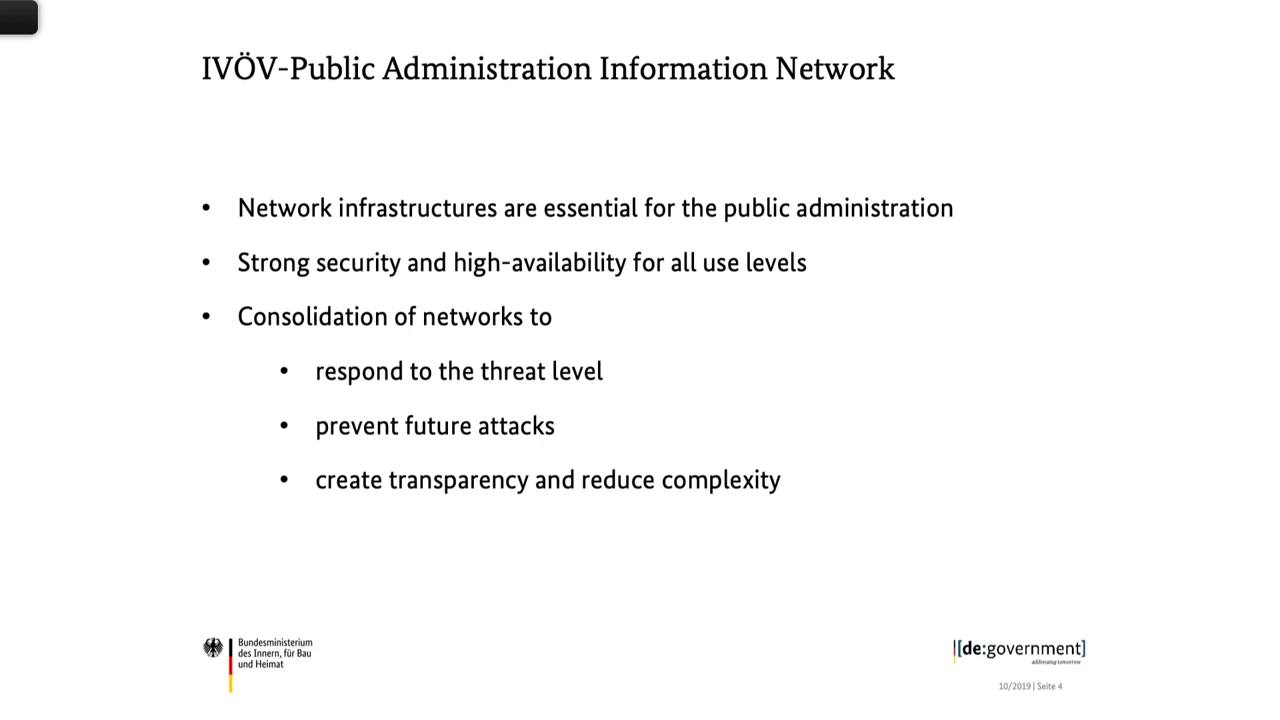 IVÖV-Public Administration Information Network
• Network infrastructures are essential for the public administration
• Strong security and high-availability for all use levels
• Consolidation of networks to
• respond to the threat level
• prevent future attacks
• create transparency and reduce complexity
Bundesministerium
des Innern, für Bau
und Heimat
[de:government]
addressing tomorrow
10/2019 | Seite 4